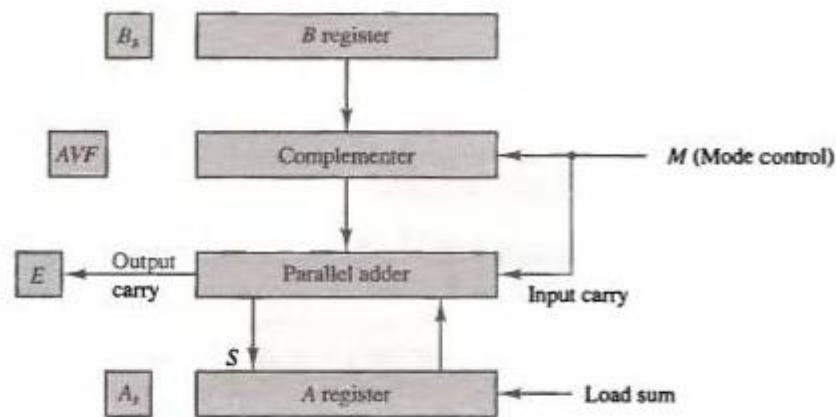 Bs B register
AVF Complementer M (Mode control)
E Output carry Parallel adder Input carry
S
As A register Load sum